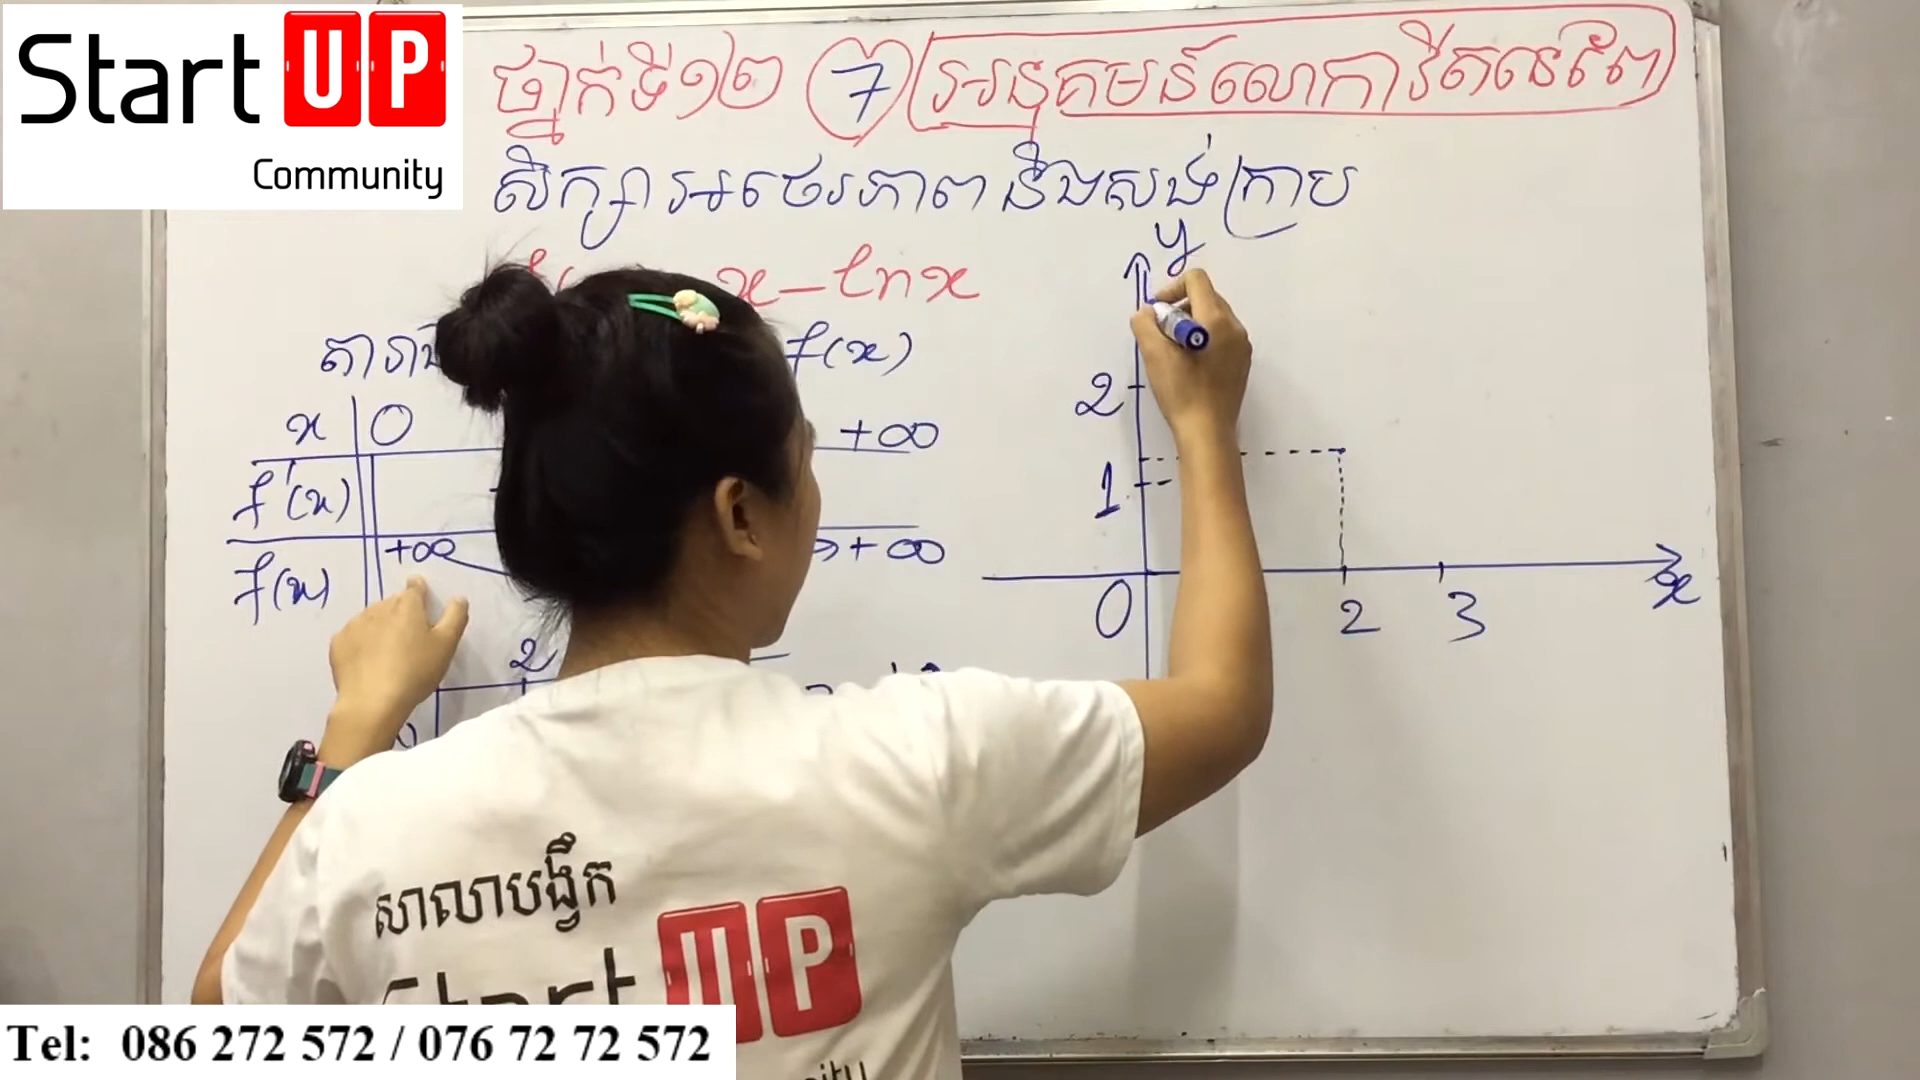 Start UP
Community
ថ្នាក់ទី១២ 7 អនុគមន៍លោការីតនេពែ
សិក្សាអថេរភាព និងសង់ក្រាប
x - ln x
f(x)
x 0 +∞
f'(x)
f(x) +∞ +∞
2
y
2
1
0 2 3 x
សាលាបង្វឹក
Start UP
Tel: 086 272 572 / 076 72 72 572